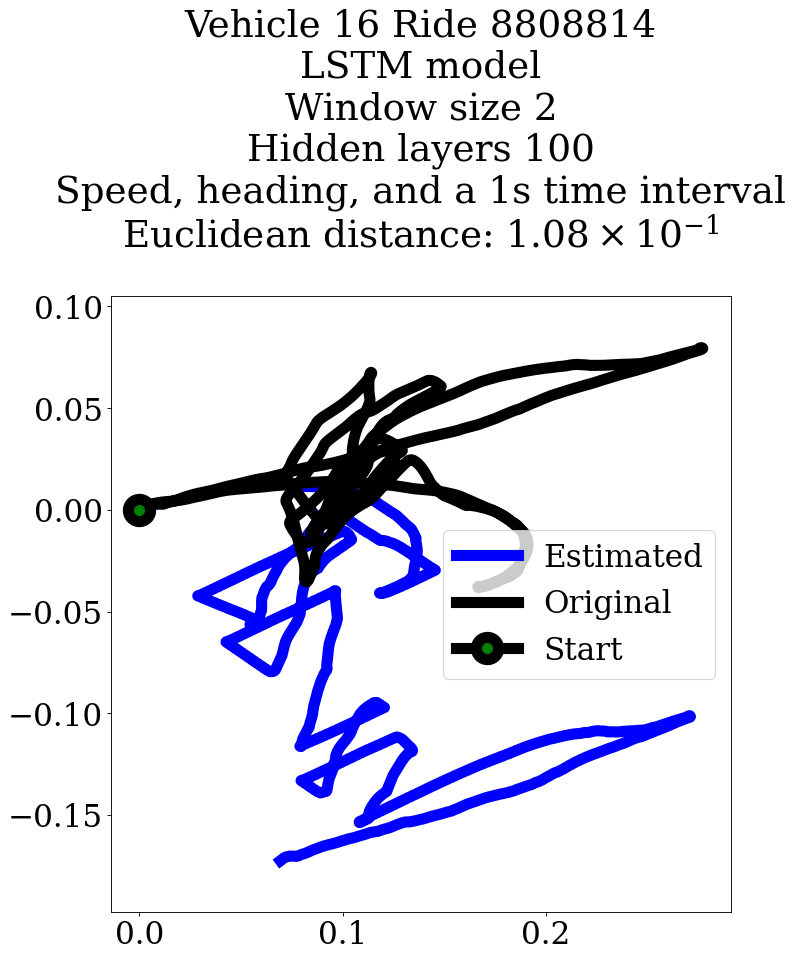 Vehicle 16 Ride 8808814
LSTM model
Window size 2
Hidden layers 100
Speed, heading, and a 1s time interval
Euclidean distance: 1.08 × 10⁻¹
0.10
0.05
0.00
−0.05
−0.10
−0.15
Estimated
Original
Start
0.0 0.1 0.2